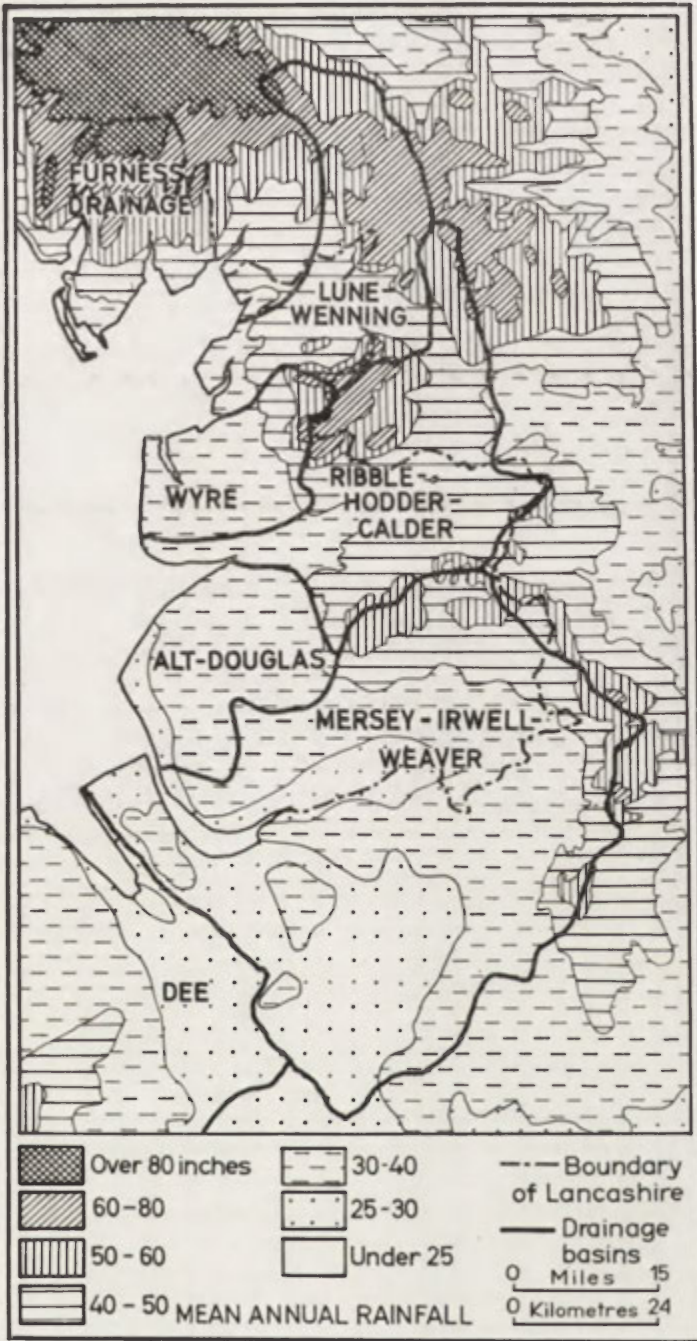 FURNESS
DRAINAGE
LUNE
WENNING
WYRE
RIBBLE-
HODDER-
CALDER
ALT-DOUGLAS
MERSEY-IRWELL-
WEAVER
DEE
Over 80 inches
60-80
50-60
40-50
30-40
25-30
Under 25
MEAN ANNUAL RAINFALL
Boundary
of Lancashire
Drainage
basins
0 Miles 15
0 Kilometres 24